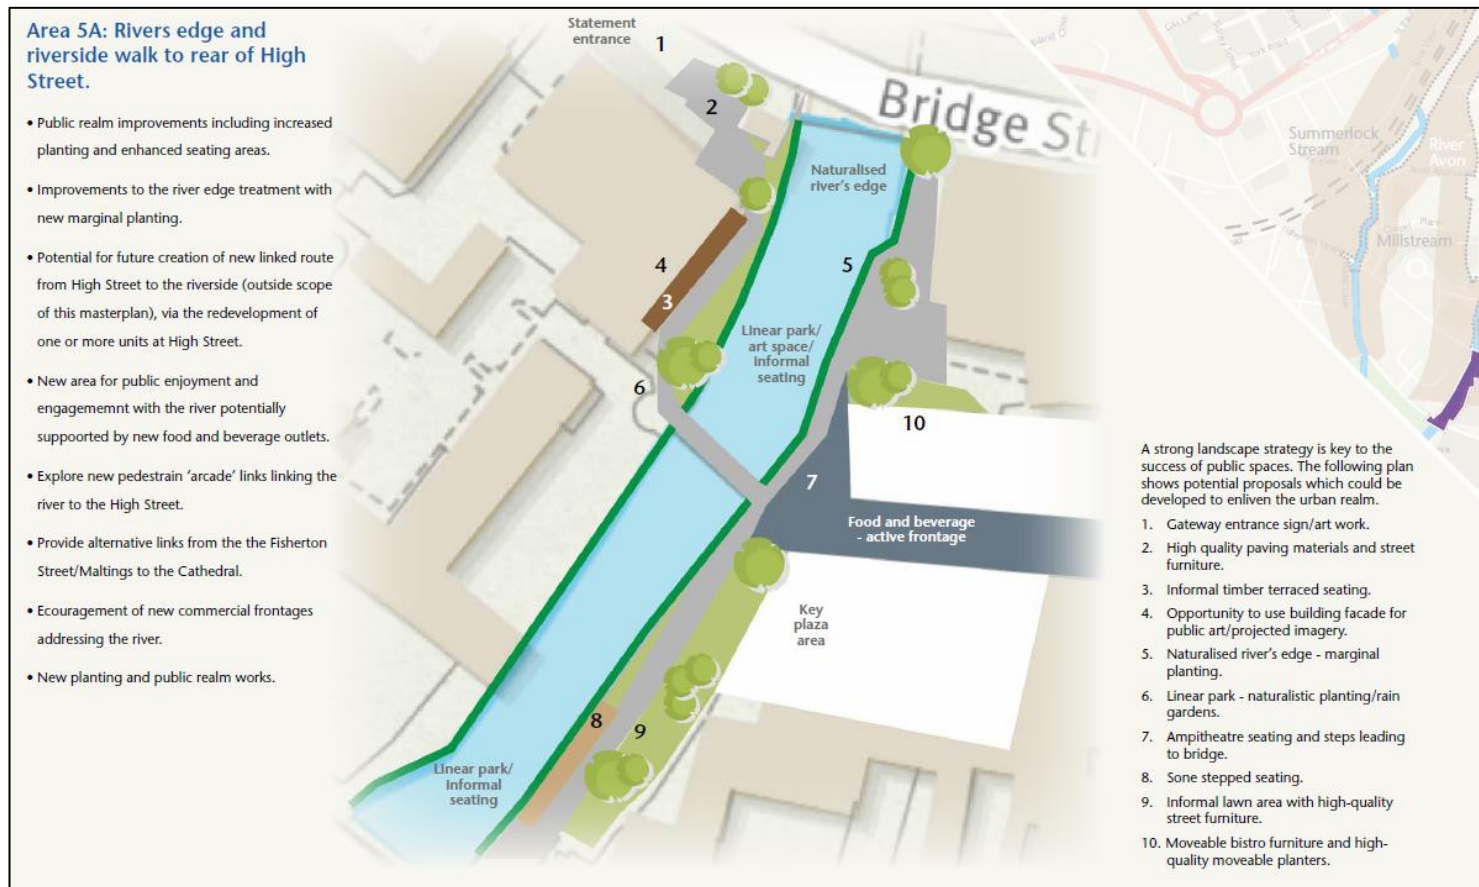 Area 5A: Rivers edge and
riverside walk to rear of High
Street.
• Public realm improvements including increased
planting and enhanced seating areas.
• Improvements to the river edge treatment with
new marginal planting.
• Potential for future creation of new linked route
from High Street to the riverside (outside scope
of this masterplan), via the redevelopment of
one or more units at High Street.
• New area for public enjoyment and
engagememnt with the river potentially
suppoorted by new food and beverage outlets.
• Explore new pedestrain ‘arcade’ links linking the
river to the High Street.
• Provide alternative links from the the Fisherton
Street/Maltings to the Cathedral.
• Ecouragement of new commercial frontages
addressing the river.
• New planting and public realm works.
Statement
entrance
1
2
Bridge St
Naturalised
river's edge
4
3
5
Linear park/
art space/
informal
seating
6
10
7
Food and beverage
- active frontage
Key
plaza
area
8
9
Linear park/
informal
seating
Summerlock
Stream
River
Avon
Millstream
A strong landscape strategy is key to the
success of public spaces. The following plan
shows potential proposals which could be
developed to enliven the urban realm.
1. Gateway entrance sign/art work.
2. High quality paving materials and street
furniture.
3. Informal timber terraced seating.
4. Opportunity to use building facade for
public art/projected imagery.
5. Naturalised river's edge - marginal
planting.
6. Linear park - naturalistic planting/rain
gardens.
7. Ampitheatre seating and steps leading
to bridge.
8. Sone stepped seating.
9. Informal lawn area with high-quality
street furniture.
10. Moveable bistro furniture and high-
quality moveable planters.